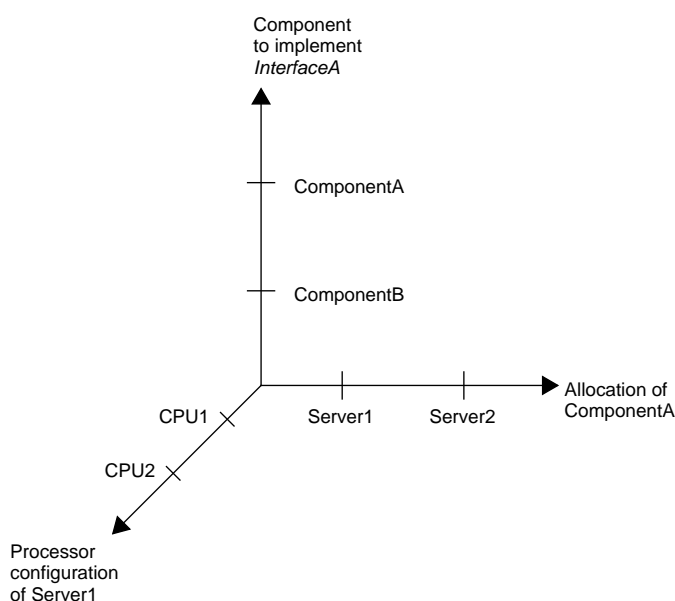 Component
to implement
InterfaceA
ComponentA
ComponentB
Allocation of
ComponentA
Server1
Server2
CPU1
CPU2
Processor
configuration
of Server1